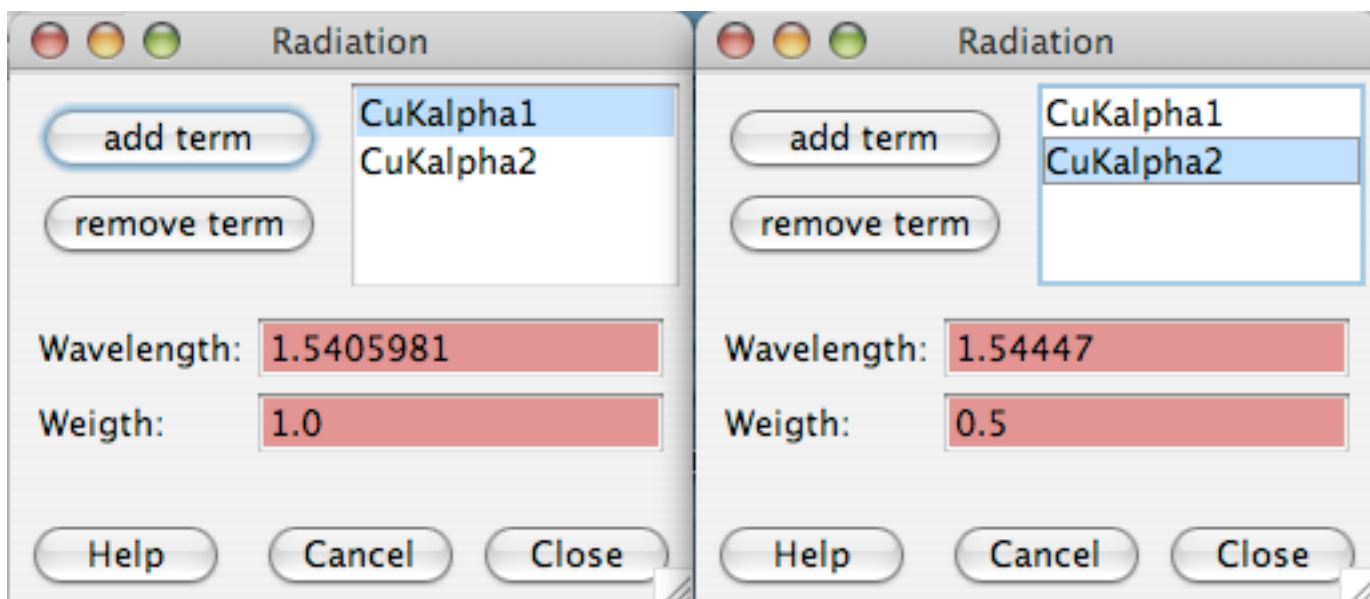 Radiation
add term
CuKalpha1
CuKalpha2
remove term
Wavelength: 1.5405981
Weigth: 1.0
Help Cancel Close
Radiation
add term
CuKalpha1
CuKalpha2
remove term
Wavelength: 1.54447
Weigth: 0.5
Help Cancel Close